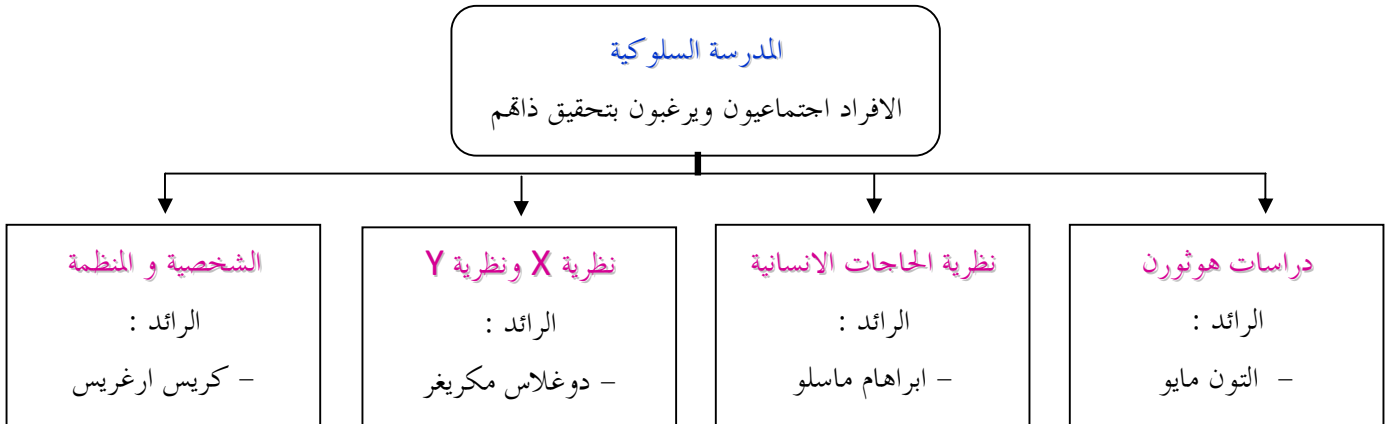 المدرسة السلوكية
الافراد اجتماعيون ويرغبون بتحقيق ذاتهم
دراسات هوثورن
الرائد :
– التون مايو
نظرية الحاجات الانسانية
الرائد :
– ابراهام ماسلو
نظرية X ونظرية Y
الرائد :
– دوغلاس مكريغر
الشخصية و المنظمة
الرائد :
– كريس ارغريس